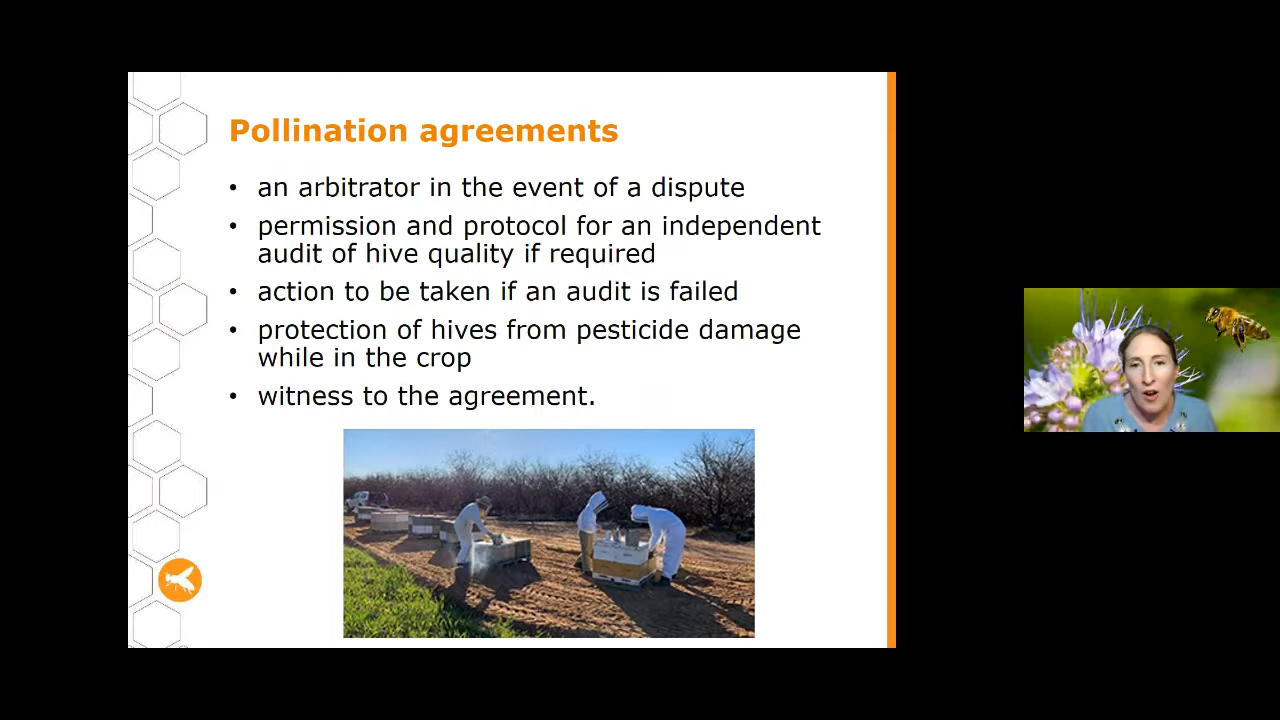 Pollination agreements
• an arbitrator in the event of a dispute
• permission and protocol for an independent
audit of hive quality if required
• action to be taken if an audit is failed
• protection of hives from pesticide damage
while in the crop
• witness to the agreement.